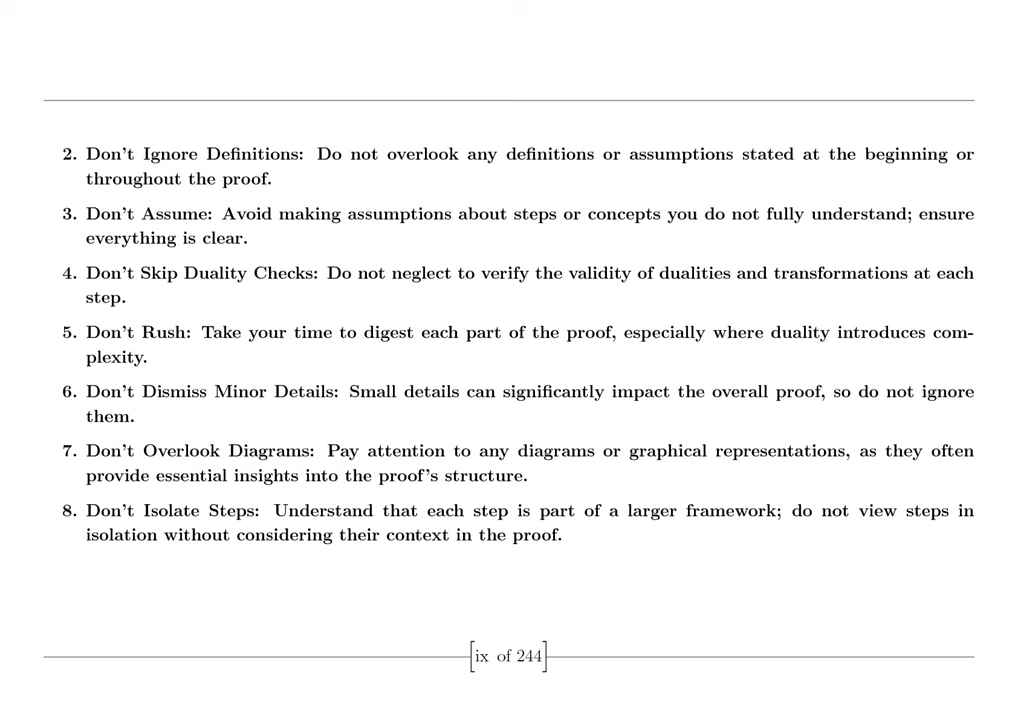 2. Don't Ignore Definitions: Do not overlook any definitions or assumptions stated at the beginning or
throughout the proof.
3. Don't Assume: Avoid making assumptions about steps or concepts you do not fully understand; ensure
everything is clear.
4. Don't Skip Duality Checks: Do not neglect to verify the validity of dualities and transformations at each
step.
5. Don't Rush: Take your time to digest each part of the proof, especially where duality introduces com-
plexity.
6. Don't Dismiss Minor Details: Small details can significantly impact the overall proof, so do not ignore
them.
7. Don't Overlook Diagrams: Pay attention to any diagrams or graphical representations, as they often
provide essential insights into the proof's structure.
8. Don't Isolate Steps: Understand that each step is part of a larger framework; do not view steps in
isolation without considering their context in the proof.
[ix of 244]